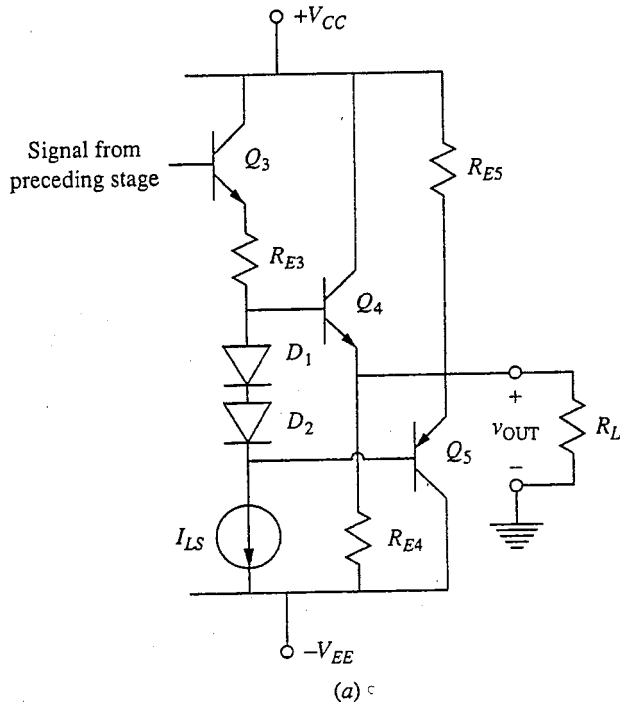 +V_CC
Signal from
preceding stage
Q_3
R_E5
R_E3
Q_4
D_1
D_2
+
v_OUT
−
R_L
Q_5
I_LS
R_E4
−V_EE
(a) c